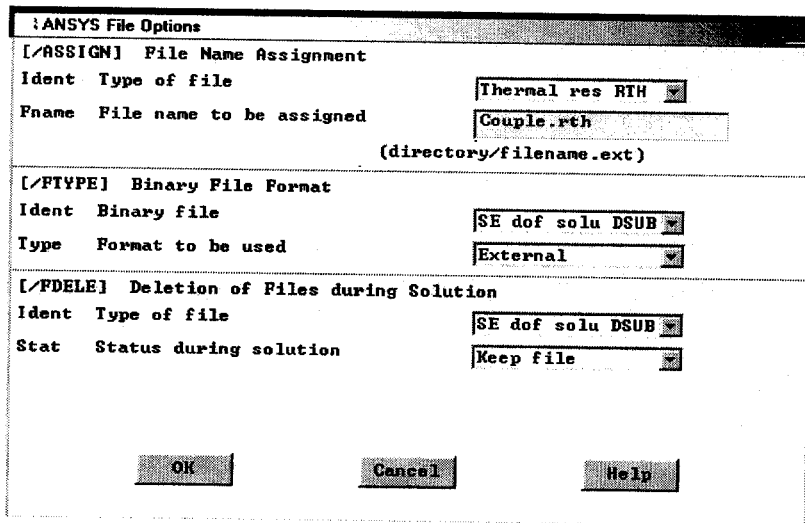 ANSYS File Options
[/ASSIGN] File Name Assignment
Ident Type of file Thermal res RTH
Fname File name to be assigned Couple.rth
(directory/filename.ext)
[/FTYPE] Binary File Format
Ident Binary file SE dof solu DSUB
Type Format to be used External
[/FDELE] Deletion of Files during Solution
Ident Type of file SE dof solu DSUB
Stat Status during solution Keep file
OK Cancel Help